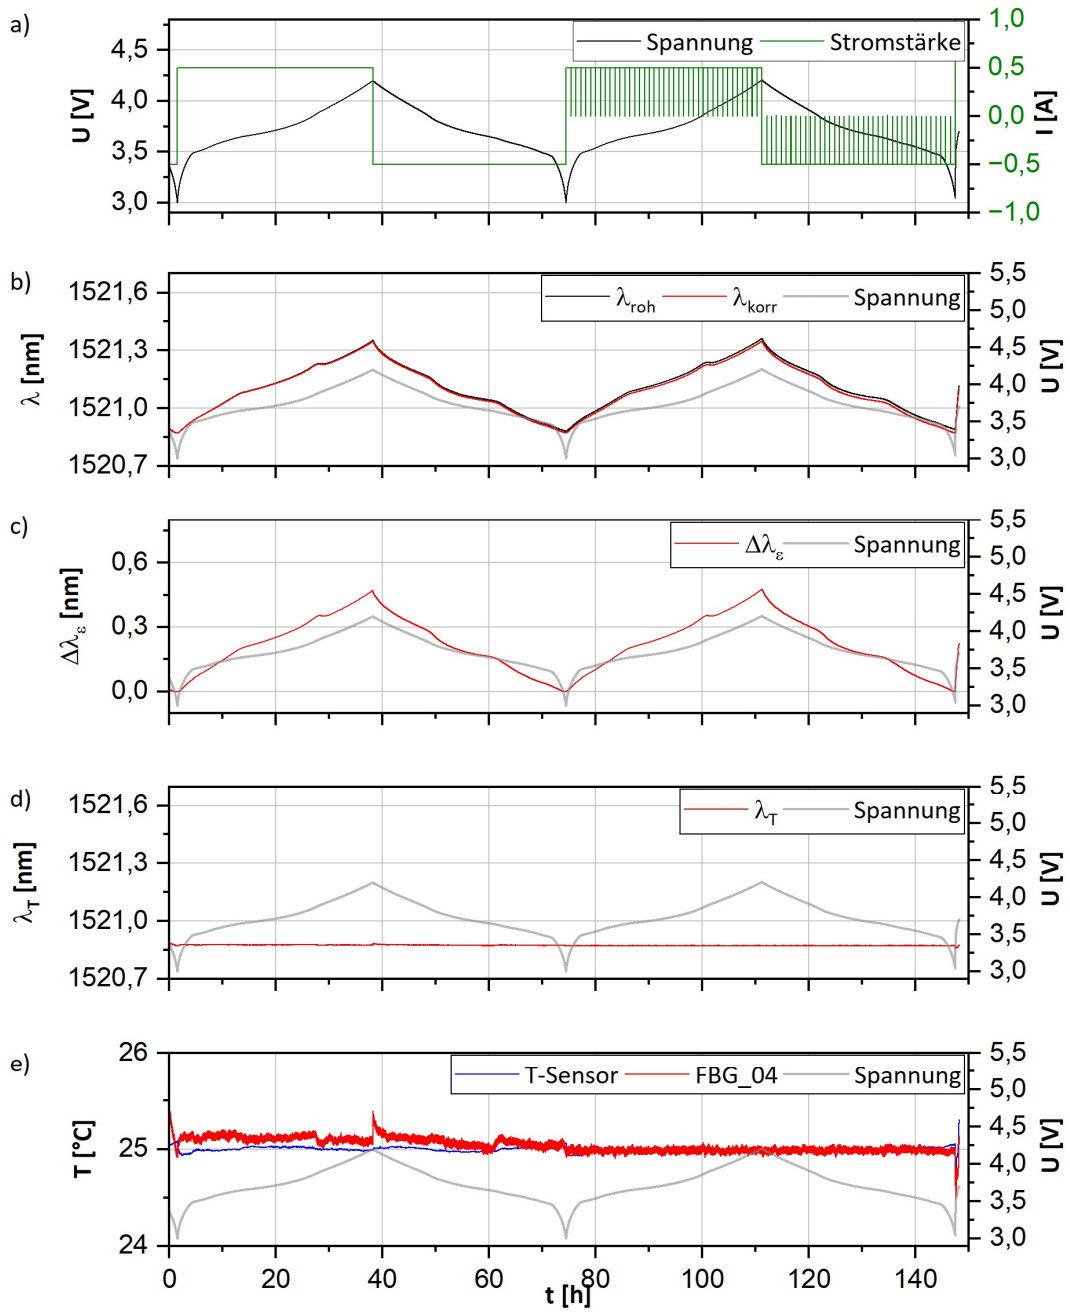 a)
U [V]
4,5
4,0
3,5
3,0
Spannung Stromstärke
1,0
0,5
0,0
−0,5
−1,0
I [A]
b)
λ [nm]
1521,6
1521,3
1521,0
1520,7
λroh λkorr Spannung
5,5
5,0
4,5
4,0
3,5
3,0
U [V]
c)
Δλε [nm]
0,6
0,3
0,0
Δλε Spannung
5,5
5,0
4,5
4,0
3,5
3,0
U [V]
d)
λT [nm]
1521,6
1521,3
1521,0
1520,7
λT Spannung
5,5
5,0
4,5
4,0
3,5
3,0
U [V]
e)
T [°C]
26
25
24
T-Sensor FBG_04 Spannung
5,5
5,0
4,5
4,0
3,5
3,0
U [V]
0 20 40 60 80 100 120 140
t [h]